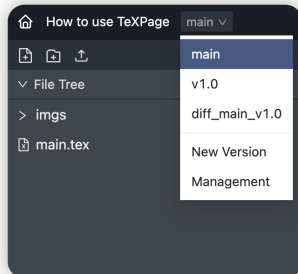 How to use TeXPage main
main
v1.0
diff_main_v1.0
New Version
Management
File Tree
imgs
main.tex